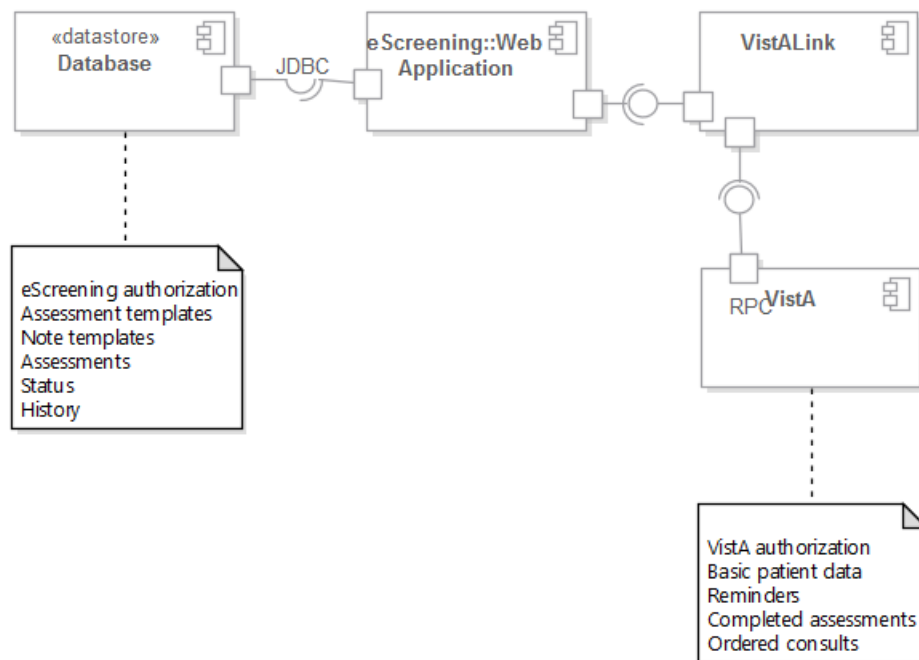 «datastore»
Database
JDBC
eScreening::Web
Application
VistALink
RPC
VistA
eScreening authorization
Assessment templates
Note templates
Assessments
Status
History
VistA authorization
Basic patient data
Reminders
Completed assessments
Ordered consults